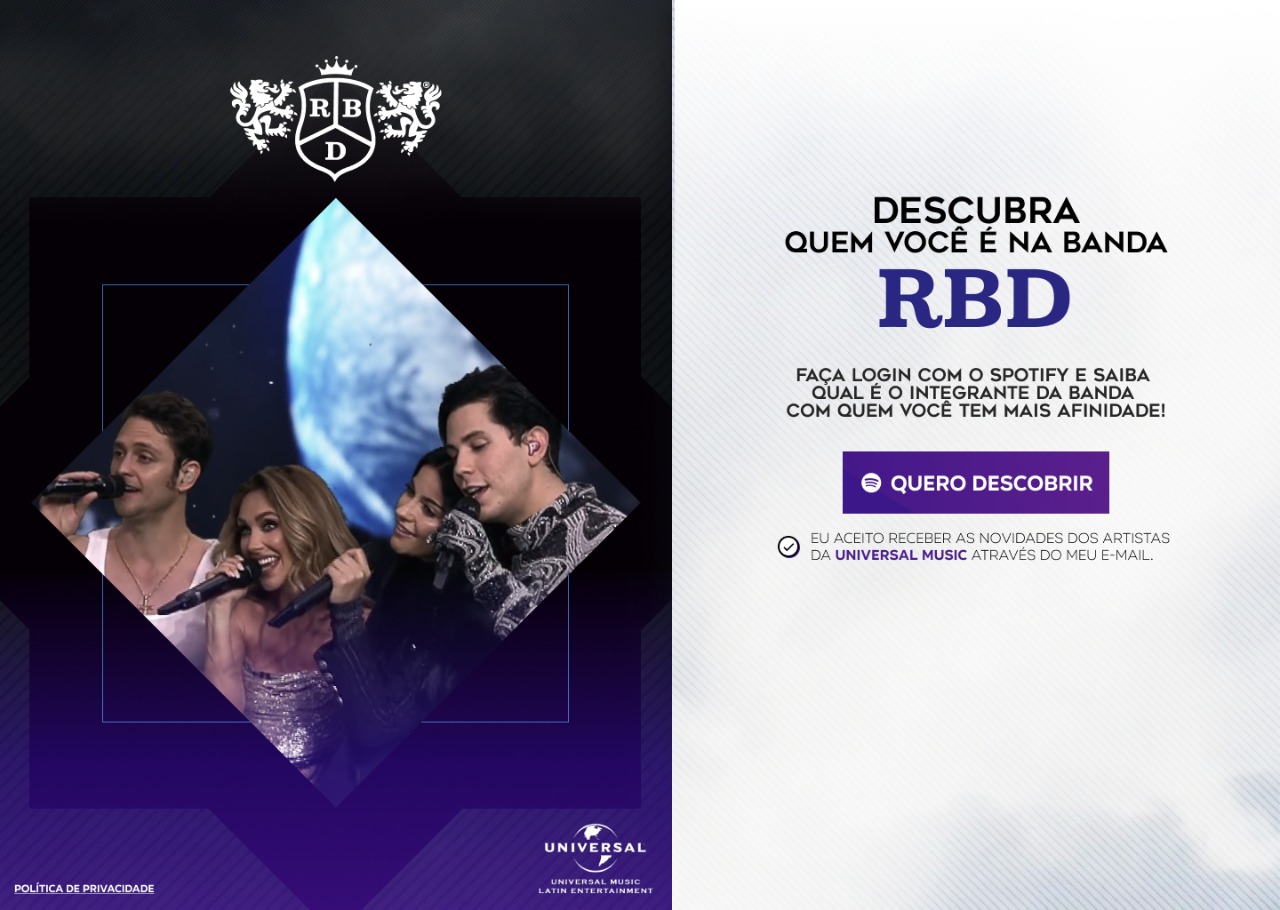 R B
D
®
DESCUBRA
QUEM VOCÊ É NA BANDA
RBD
FAÇA LOGIN COM O SPOTIFY E SAIBA
QUAL É O INTEGRANTE DA BANDA
COM QUEM VOCÊ TEM MAIS AFINIDADE!
QUERO DESCOBRIR
EU ACEITO RECEBER AS NOVIDADES DOS ARTISTAS
DA UNIVERSAL MUSIC ATRAVÉS DO MEU E-MAIL.
UNIVERSAL
UNIVERSAL MUSIC
LATIN ENTERTAINMENT
POLÍTICA DE PRIVACIDADE